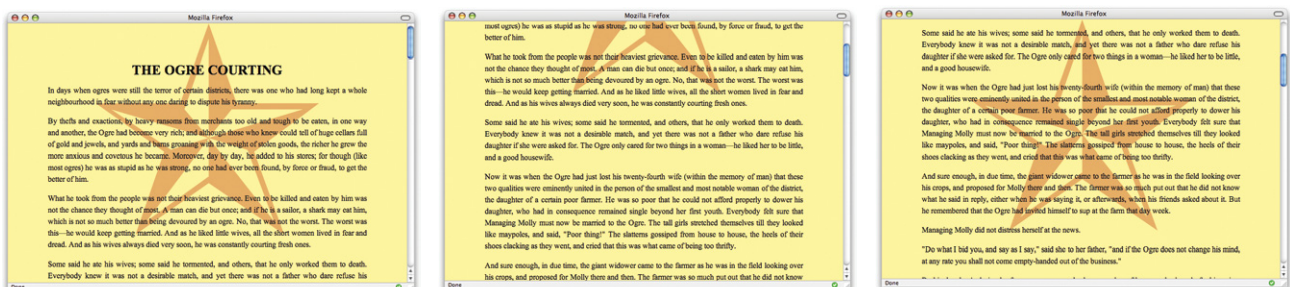 Mozilla Firefox
THE OGRE COURTING
In days when ogres were still the terror of certain districts, there was one who had long kept a whole
neighbourhood in fear without any one daring to dispute his tyranny.
By thefts and exactions, by heavy ransoms from merchants too old and tough to be eaten, in one way
and another, the Ogre had become very rich; and although those who knew could tell of huge cellars full
of gold and jewels, and yards and barns groaning with the weight of stolen goods, the richer he grew the
more anxious and covetous he became. Moreover, day by day, he added to his stores; for though (like
most ogres) he was as stupid as he was strong, no one had ever been found, by force or fraud, to get the
better of him.
What he took from the people was not their heaviest grievance. Even to be killed and eaten by him was
not the chance they thought of most. A man can die but once; and if he is a sailor, a shark may eat him,
which is not so much better than being devoured by an ogre. No, that was not the worst. The worst was
this—he would keep getting married. And as he liked little wives, all the short women lived in fear and
dread. And as his wives always died very soon, he was constantly courting fresh ones.
Some said he ate his wives; some said he tormented, and others, that he only worked them to death.
Everybody knew it was not a desirable match, and yet there was not a father who dare refuse his
Done
Mozilla Firefox
most ogres) he was as stupid as he was strong, no one had ever been found, by force or fraud, to get the
better of him.
What he took from the people was not their heaviest grievance. Even to be killed and eaten by him was
not the chance they thought of most. A man can die but once; and if he is a sailor, a shark may eat him,
which is not so much better than being devoured by an ogre. No, that was not the worst. The worst was
this—he would keep getting married. And as he liked little wives, all the short women lived in fear and
dread. And as his wives always died very soon, he was constantly courting fresh ones.
Some said he ate his wives; some said he tormented, and others, that he only worked them to death.
Everybody knew it was not a desirable match, and yet there was not a father who dare refuse his
daughter if she were asked for. The Ogre only cared for two things in a woman—he liked her to be little,
and a good housewife.
Now it was when the Ogre had just lost his twenty-fourth wife (within the memory of man) that these
two qualities were eminently united in the person of the smallest and most notable woman of the district,
the daughter of a certain poor farmer. He was so poor that he could not afford properly to dower his
daughter, who had in consequence remained single beyond her first youth. Everybody felt sure that
Managing Molly must now be married to the Ogre. The tall girls stretched themselves till they looked
like maypoles, and said, "Poor thing!" The slatterns gossiped from house to house, the heels of their
shoes clacking as they went, and cried that this was what came of being too thrifty.
And sure enough, in due time, the giant widower came to the farmer as he was in the field looking over
his crops, and proposed for Molly there and then. The farmer was so much put out that he did not know
Done
Mozilla Firefox
Some said he ate his wives; some said he tormented, and others, that he only worked them to death.
Everybody knew it was not a desirable match, and yet there was not a father who dare refuse his
daughter if she were asked for. The Ogre only cared for two things in a woman—he liked her to be little,
and a good housewife.
Now it was when the Ogre had just lost his twenty-fourth wife (within the memory of man) that these
two qualities were eminently united in the person of the smallest and most notable woman of the district,
the daughter of a certain poor farmer. He was so poor that he could not afford properly to dower his
daughter, who had in consequence remained single beyond her first youth. Everybody felt sure that
Managing Molly must now be married to the Ogre. The tall girls stretched themselves till they looked
like maypoles, and said, "Poor thing!" The slatterns gossiped from house to house, the heels of their
shoes clacking as they went, and cried that this was what came of being too thrifty.
And sure enough, in due time, the giant widower came to the farmer as he was in the field looking over
his crops, and proposed for Molly there and then. The farmer was so much put out that he did not know
what he said in reply, either when he was saying it, or afterwards, when his friends asked about it. But
he remembered that the Ogre had invited himself to sup at the farm that day week.
Managing Molly did not distress herself at the news.
"Do what I bid you, and say as I say," said she to her father, "and if the Ogre does not change his mind,
at any rate you shall not come empty-handed out of the business."
Done